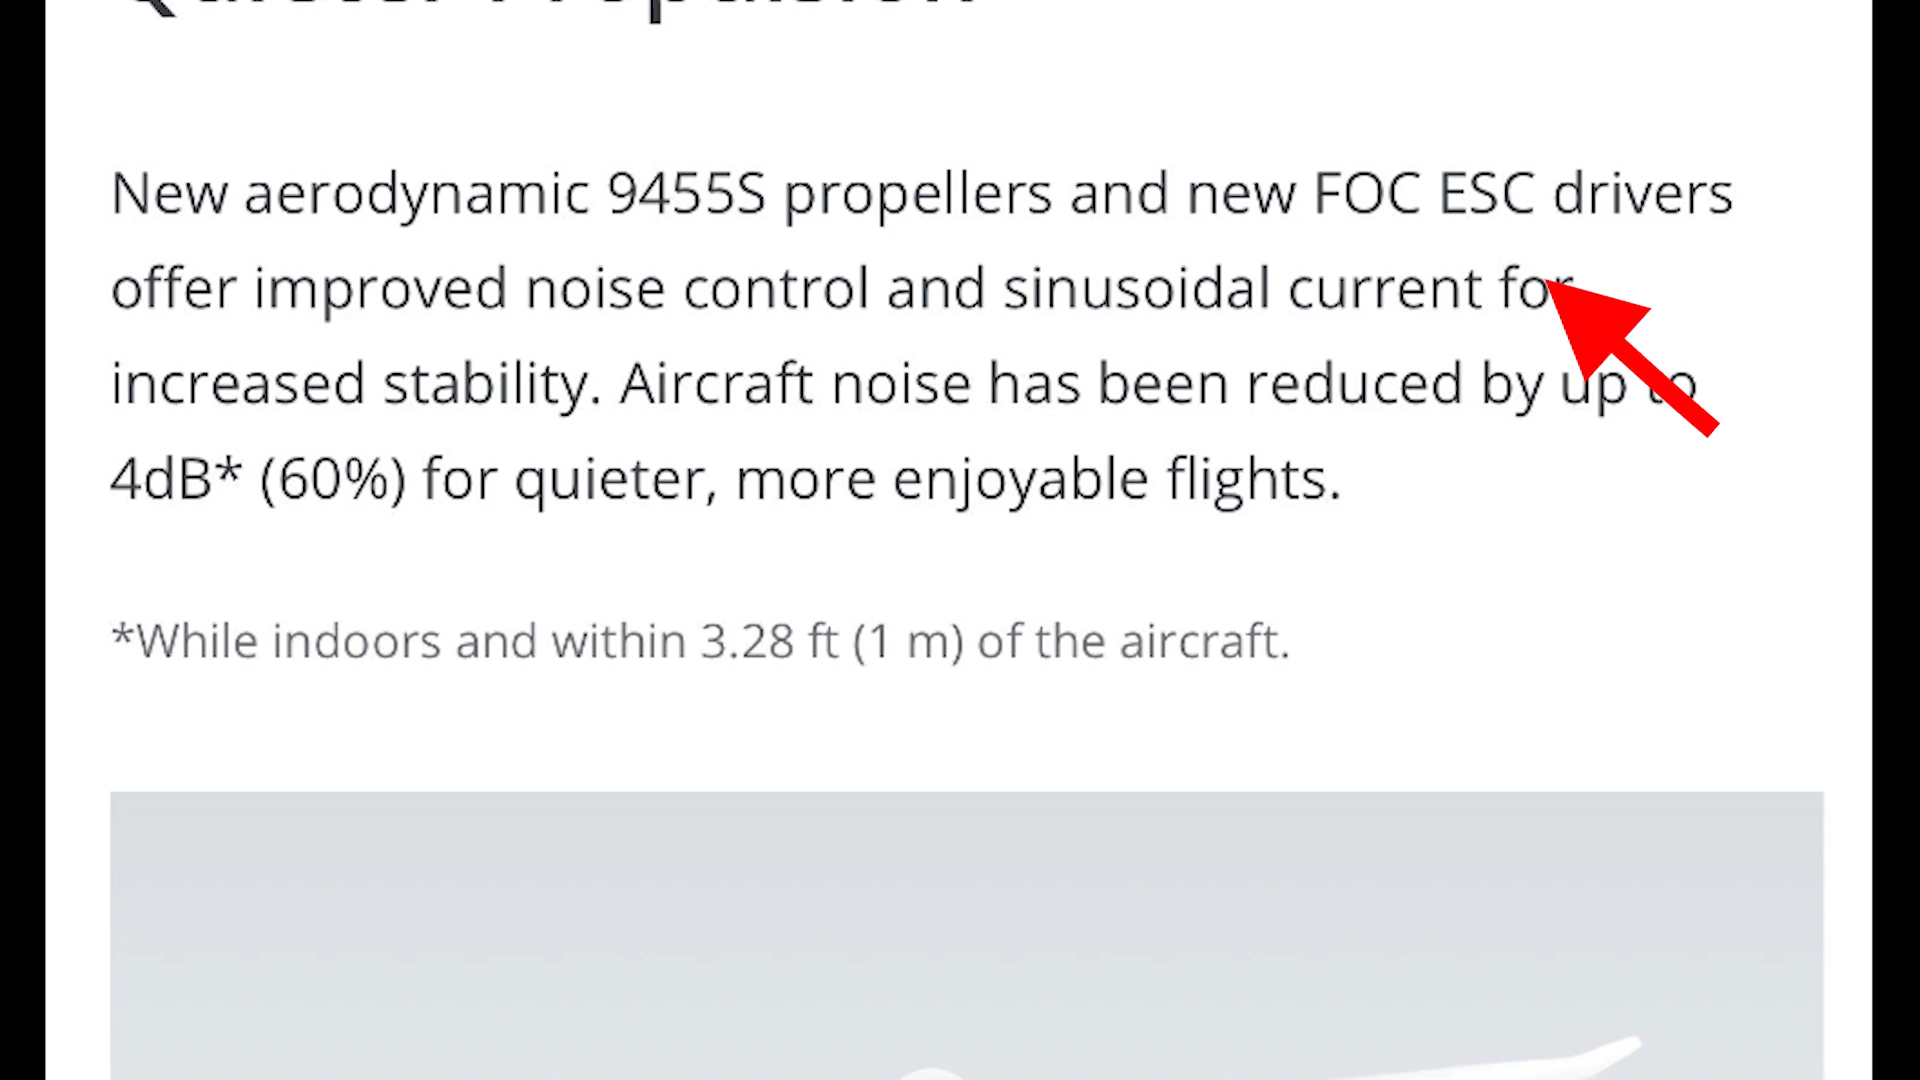 New aerodynamic 9455S propellers and new FOC ESC drivers
offer improved noise control and sinusoidal current for
increased stability. Aircraft noise has been reduced by up to
4dB* (60%) for quieter, more enjoyable flights.
*While indoors and within 3.28 ft (1 m) of the aircraft.